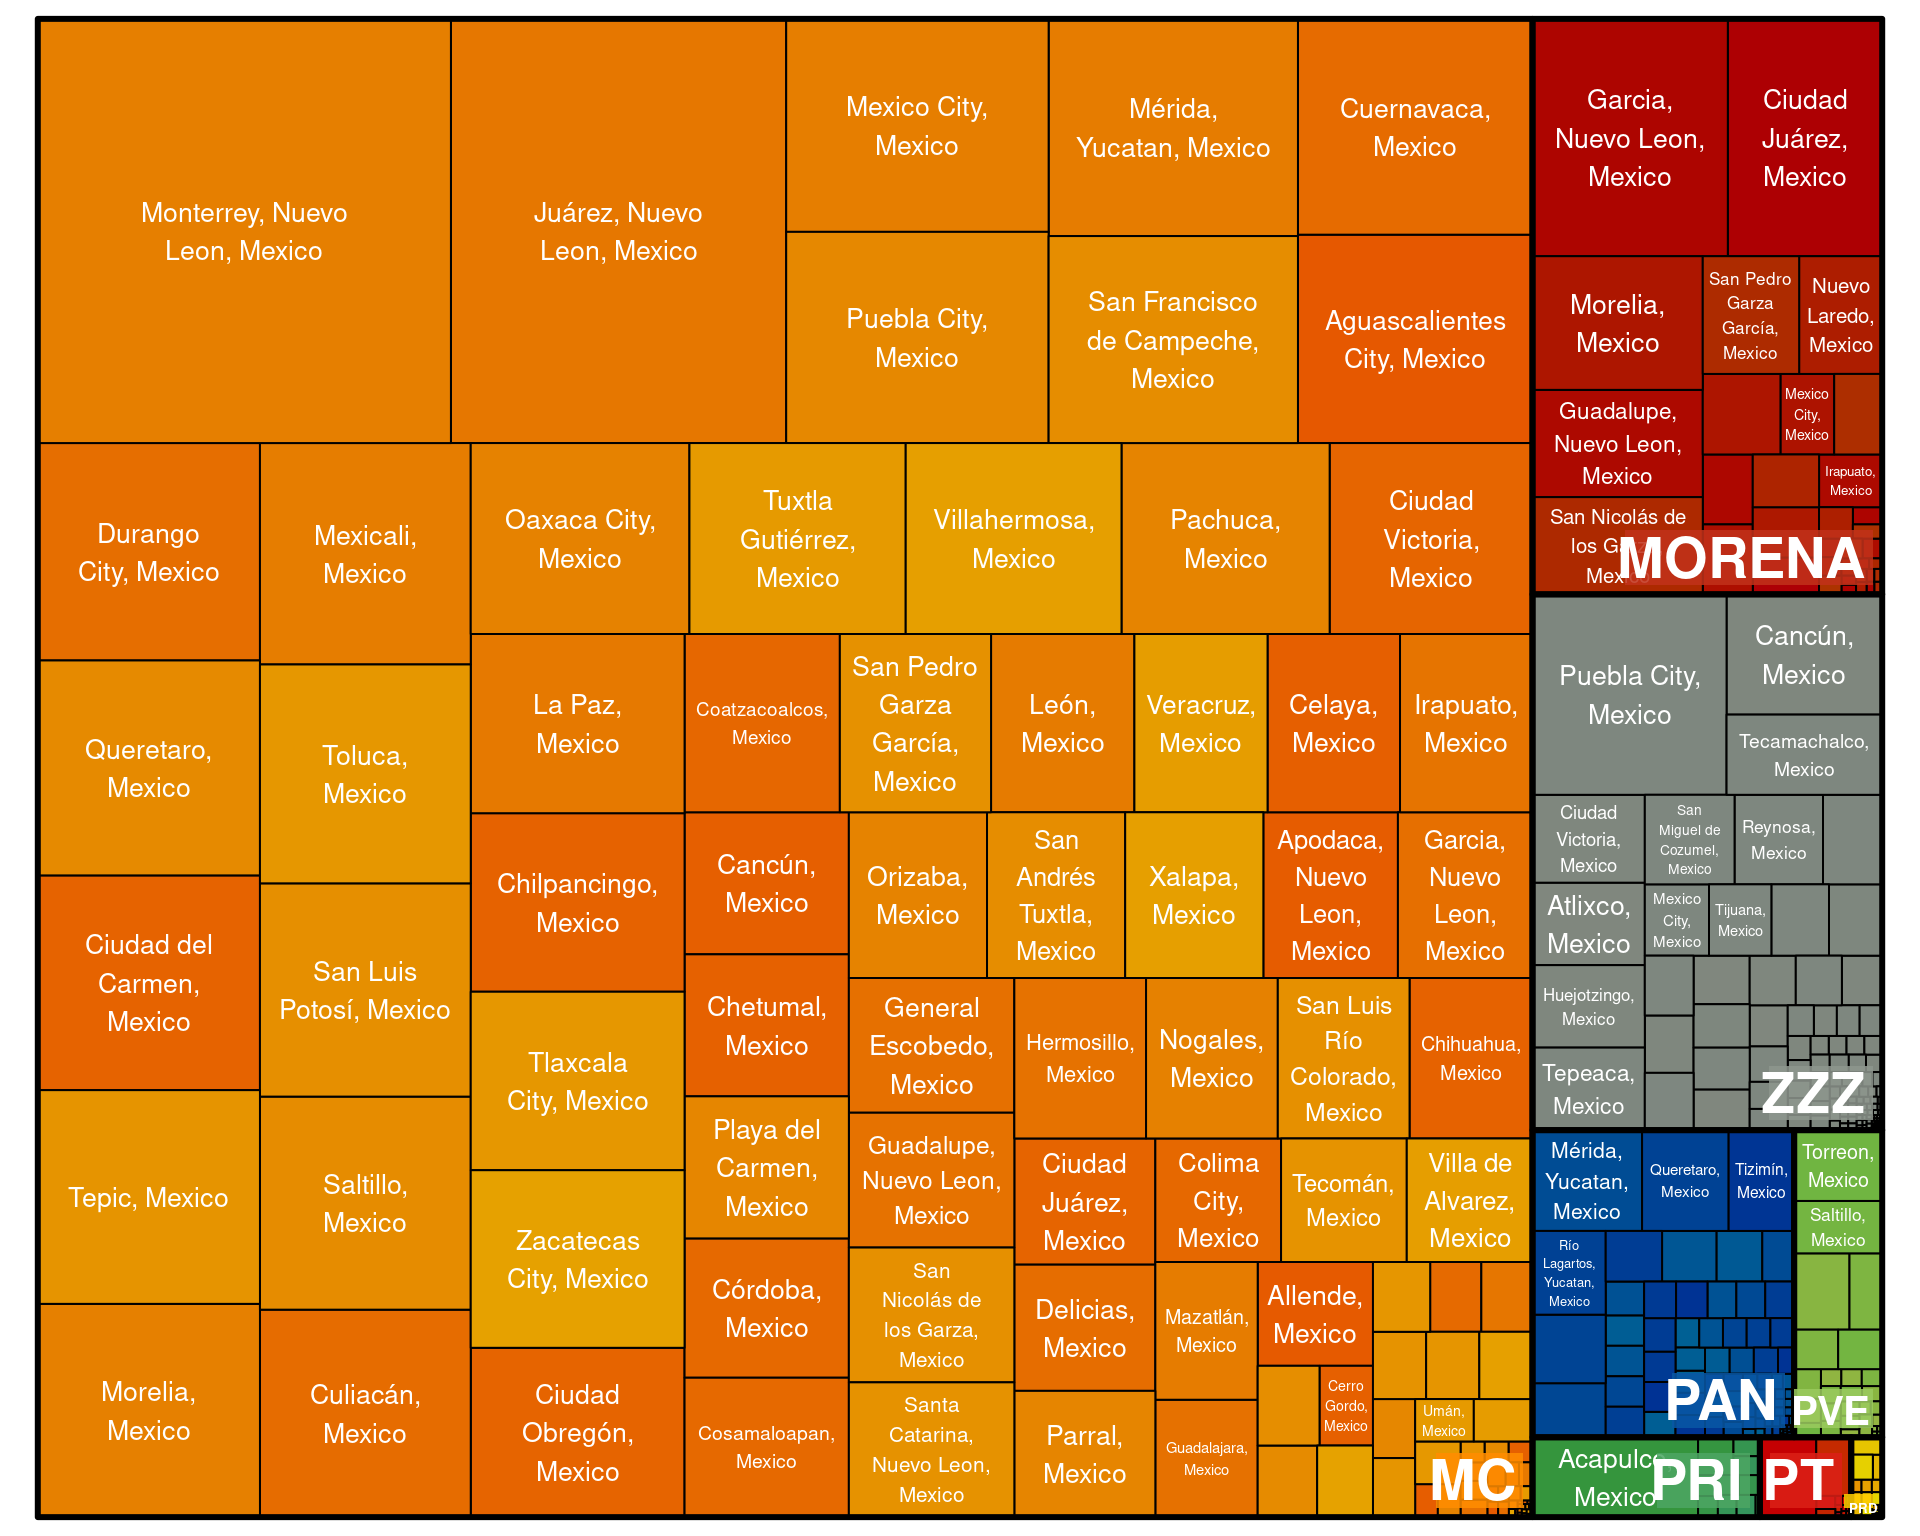 Monterrey, Nuevo
Leon, Mexico
Juárez, Nuevo
Leon, Mexico
Mexico City,
Mexico
Mérida,
Yucatan, Mexico
Cuernavaca,
Mexico
Puebla City,
Mexico
San Francisco
de Campeche,
Mexico
Aguascalientes
City, Mexico
Durango
City, Mexico
Mexicali,
Mexico
Oaxaca City,
Mexico
Tuxtla
Gutiérrez,
Mexico
Villahermosa,
Mexico
Pachuca,
Mexico
Ciudad
Victoria,
Mexico
Queretaro,
Mexico
Toluca,
Mexico
La Paz,
Mexico
Coatzacoalcos,
Mexico
San Pedro
Garza
García,
Mexico
León,
Mexico
Veracruz,
Mexico
Celaya,
Mexico
Irapuato,
Mexico
Ciudad del
Carmen,
Mexico
San Luis
Potosí, Mexico
Chilpancingo,
Mexico
Cancún,
Mexico
Orizaba,
Mexico
San
Andrés
Tuxtla,
Mexico
Xalapa,
Mexico
Apodaca,
Nuevo
Leon,
Mexico
Garcia,
Nuevo
Leon,
Mexico
Tlaxcala
City, Mexico
Chetumal,
Mexico
General
Escobedo,
Mexico
Hermosillo,
Mexico
Nogales,
Mexico
San Luis
Río
Colorado,
Mexico
Chihuahua,
Mexico
Tepic, Mexico
Saltillo,
Mexico
Zacatecas
City, Mexico
Playa del
Carmen,
Mexico
Guadalupe,
Nuevo Leon,
Mexico
Ciudad
Juárez,
Mexico
Colima
City,
Mexico
Tecomán,
Mexico
Villa de
Alvarez,
Mexico
Morelia,
Mexico
Culiacán,
Mexico
Ciudad
Obregón,
Mexico
Córdoba,
Mexico
Cosamaloapan,
Mexico
San
Nicolás de
los Garza,
Mexico
Santa
Catarina,
Nuevo Leon,
Mexico
Delicias,
Mexico
Parral,
Mexico
Mazatlán,
Mexico
Guadalajara,
Mexico
Allende,
Mexico
Cerro
Gordo,
Mexico
Umán,
Mexico
MC
Garcia,
Nuevo Leon,
Mexico
Ciudad
Juárez,
Mexico
Morelia,
Mexico
San Pedro
Garza
García,
Mexico
Nuevo
Laredo,
Mexico
Guadalupe,
Nuevo Leon,
Mexico
Mexico
City,
Mexico
Irapuato,
Mexico
San Nicolás de
los Garza,
Mexico
MORENA
Puebla City,
Mexico
Cancún,
Mexico
Tecamachalco,
Mexico
Ciudad
Victoria,
Mexico
San
Miguel de
Cozumel,
Mexico
Reynosa,
Mexico
Atlixco,
Mexico
Mexico
City,
Mexico
Tijuana,
Mexico
Huejotzingo,
Mexico
Tepeaca,
Mexico
ZZZ
Mérida,
Yucatan,
Mexico
Queretaro,
Mexico
Tizimín,
Mexico
Río
Lagartos,
Yucatan,
Mexico
PAN
Torreon,
Mexico
Saltillo,
Mexico
PVE
Acapulco,
Mexico
PRI
PT
PRD